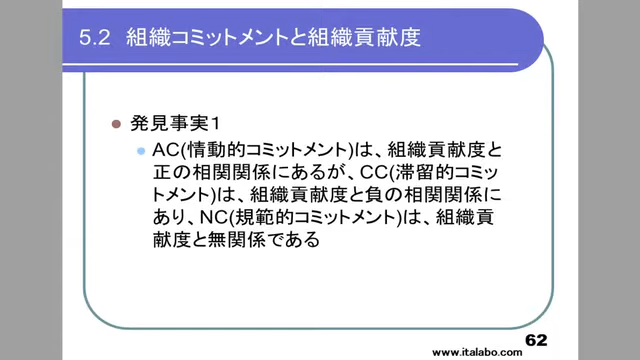 5.2 組織コミットメントと組織貢献度
発見事実1
AC(情動的コミットメント)は、組織貢献度と
正の相関関係にあるが、CC(滞留的コミッ
トメント)は、組織貢献度と負の相関関係に
あり、NC(規範的コミットメント)は、組織貢
献度と無関係である
62
www.italabo.com